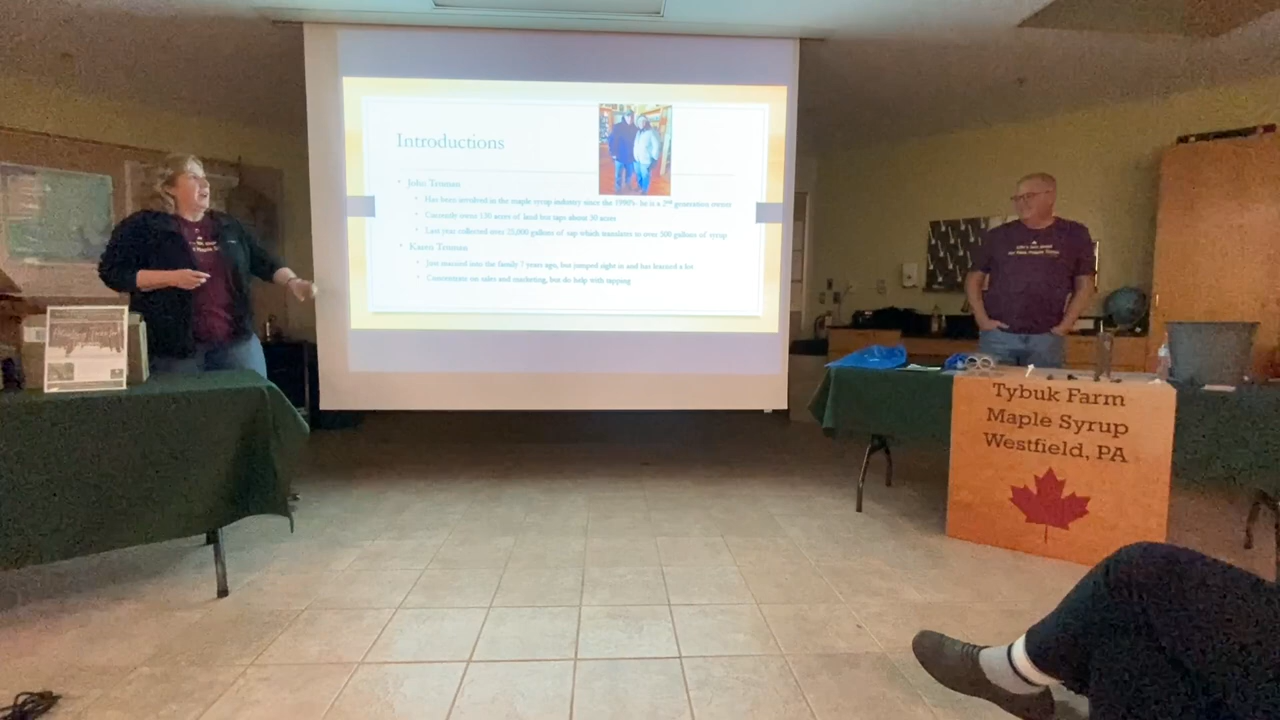 Introductions
• John Tenman
• Has been involved in the maple syrup industry since the 1990's- he is a 2nd generation owner
• Currently owns 130 acres of land but taps about 30 acres
• Last year collected over 25,000 gallons of sap which translates to over 500 gallons of syrup
• Karen Tenman
• Just married into the family 7 years ago, but jumped right in and has learned a lot
• Concentrate on sales and marketing, but do help with tapping
Tybuk Farm
Maple Syrup
Westfield, PA